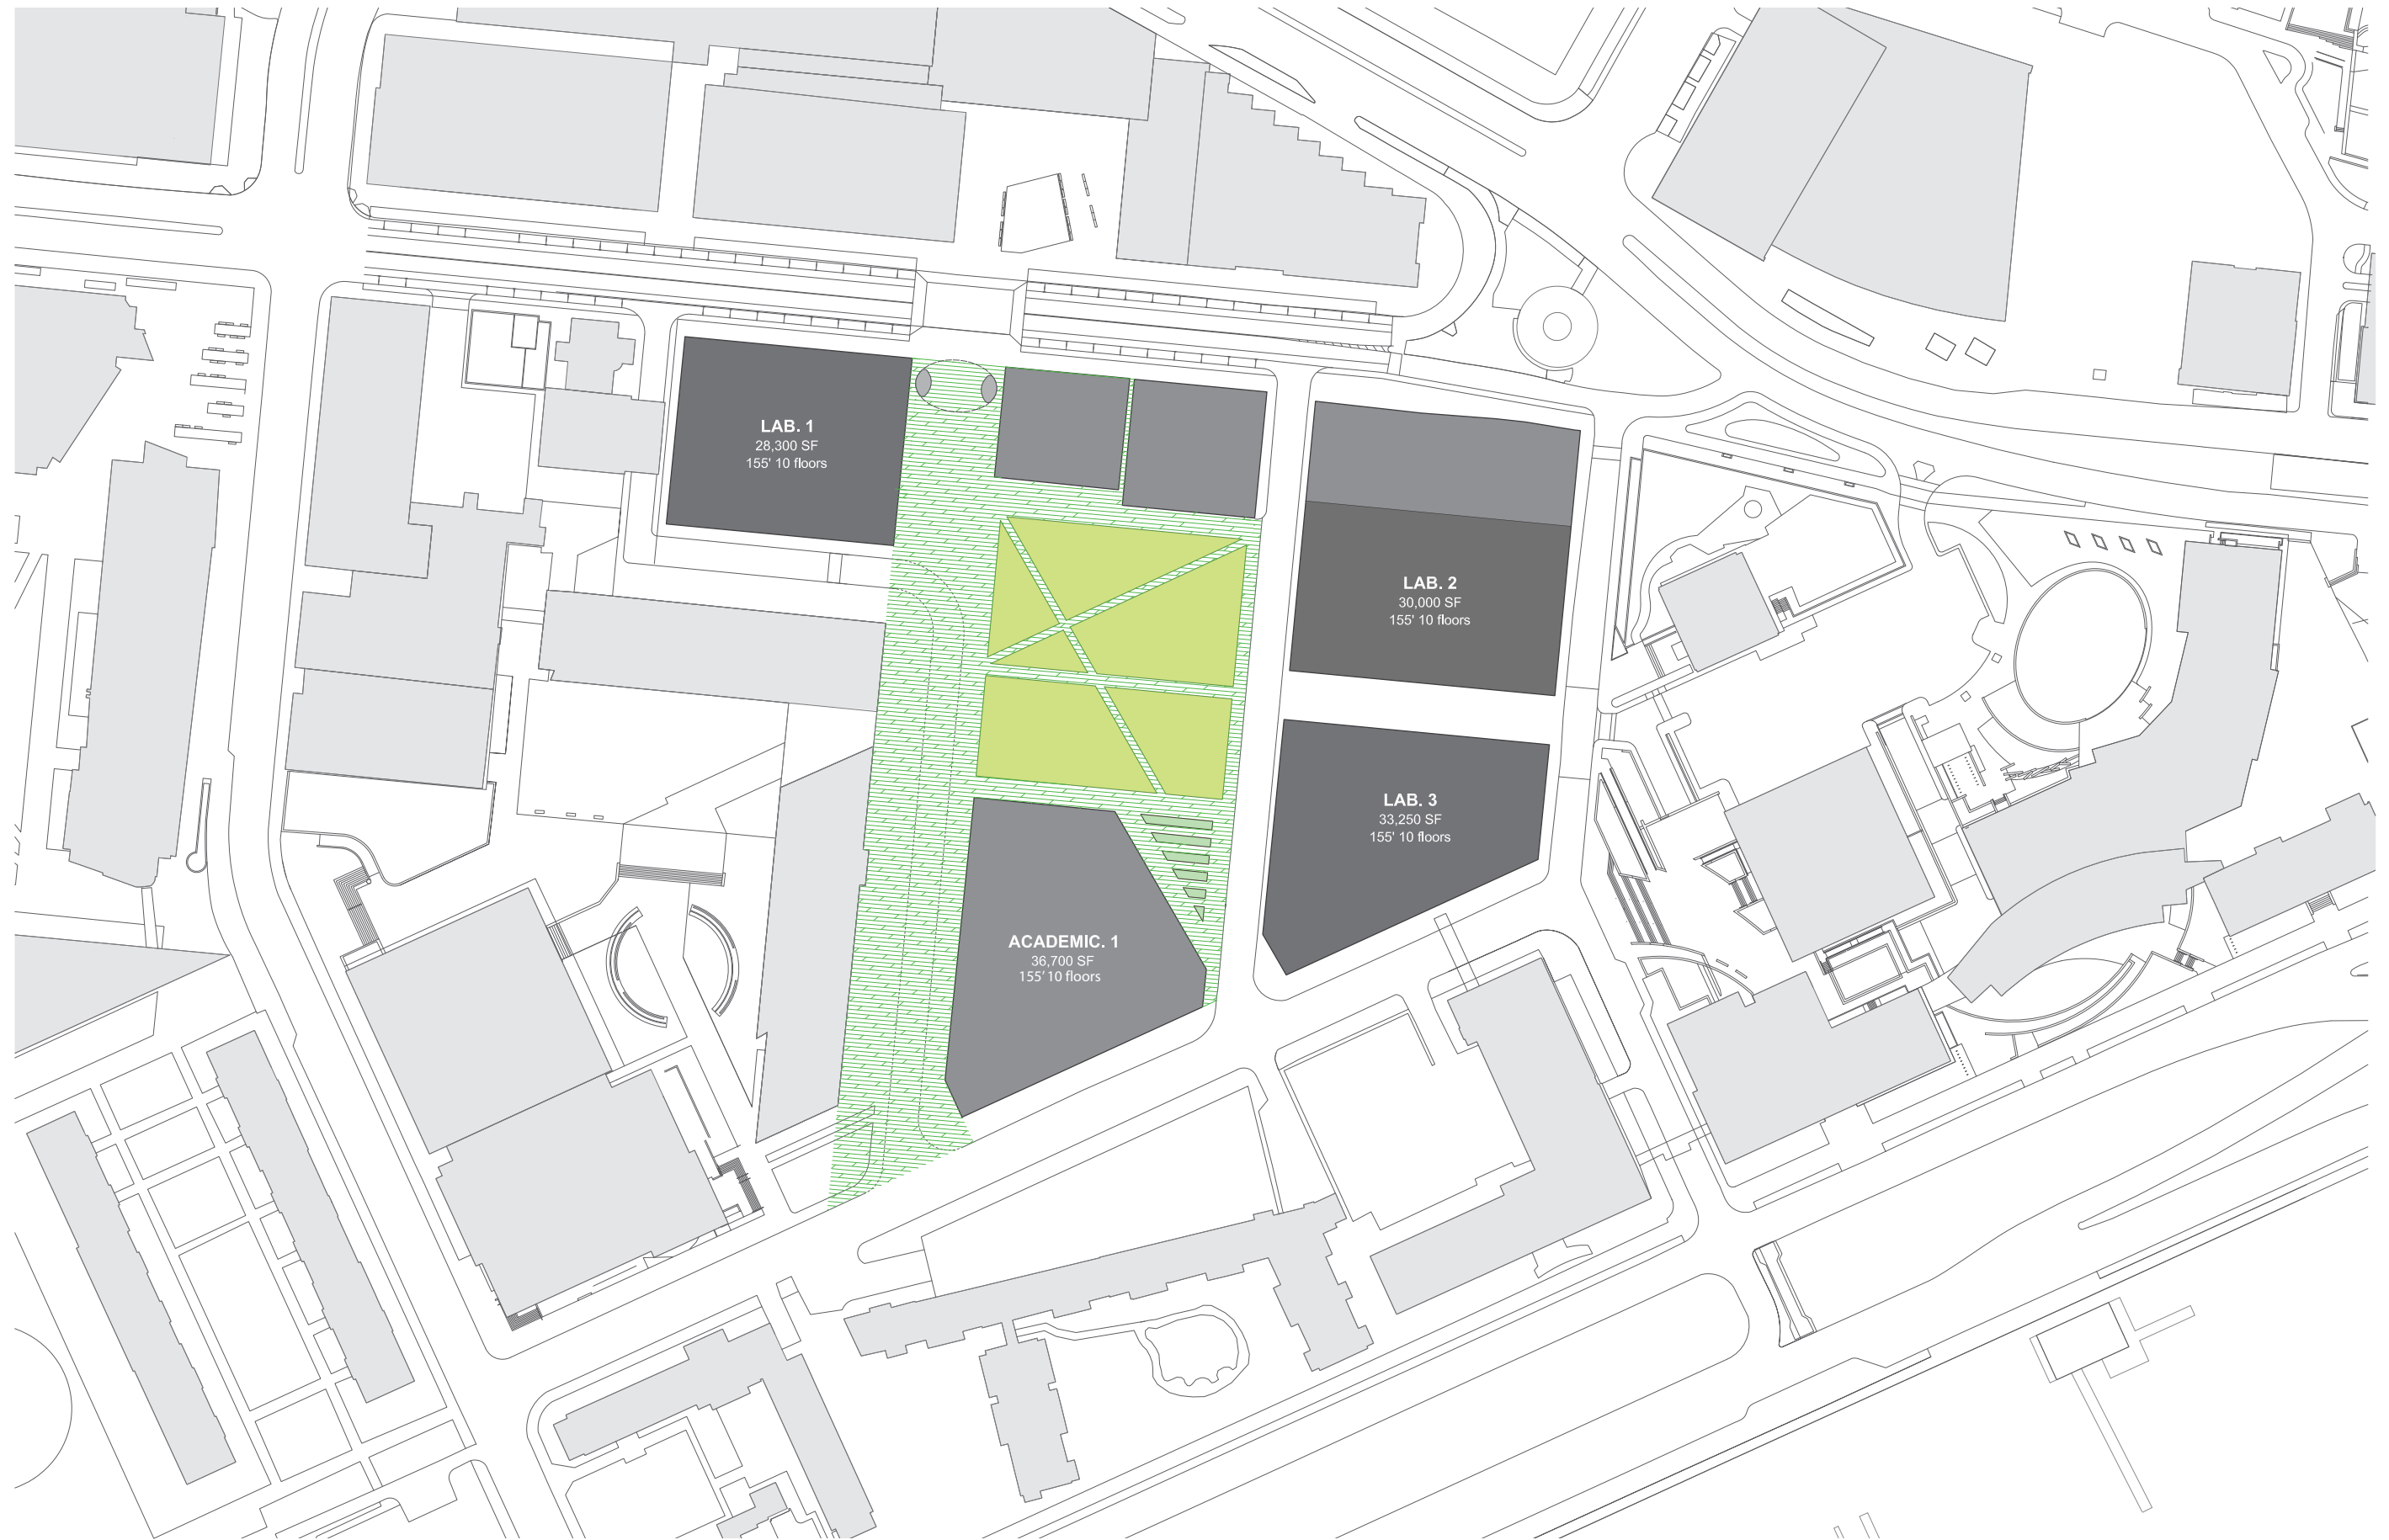 LAB. 1
28,300 SF
155' 10 floors
LAB. 2
30,000 SF
155' 10 floors
LAB. 3
33,250 SF
155' 10 floors
ACADEMIC. 1
36,700 SF
155' 10 floors